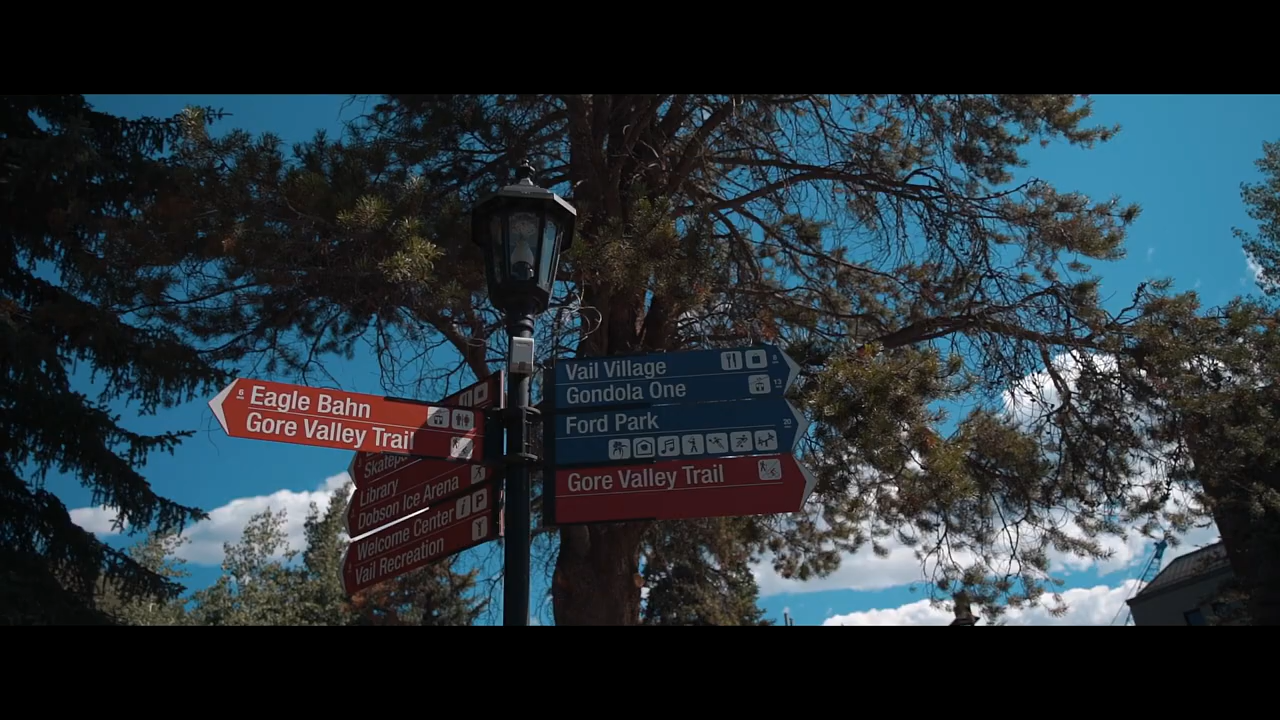 Eagle Bahn
Gore Valley Trail
Library
Dobson Ice Arena
Welcome Center
Vail Recreation
Vail Village
Gondola One
Ford Park
Gore Valley Trail